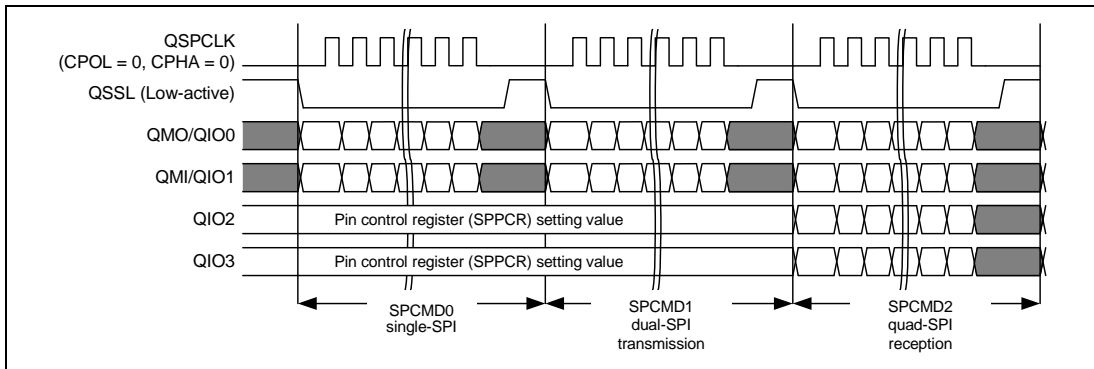 QSPCLK
(CPOL = 0, CPHA = 0)
QSSL (Low-active)
QMO/QIO0
QMI/QIO1
QIO2
Pin control register (SPPCR) setting value
QIO3
Pin control register (SPPCR) setting value
SPCMD0
single-SPI
SPCMD1
dual-SPI
transmission
SPCMD2
quad-SPI
reception